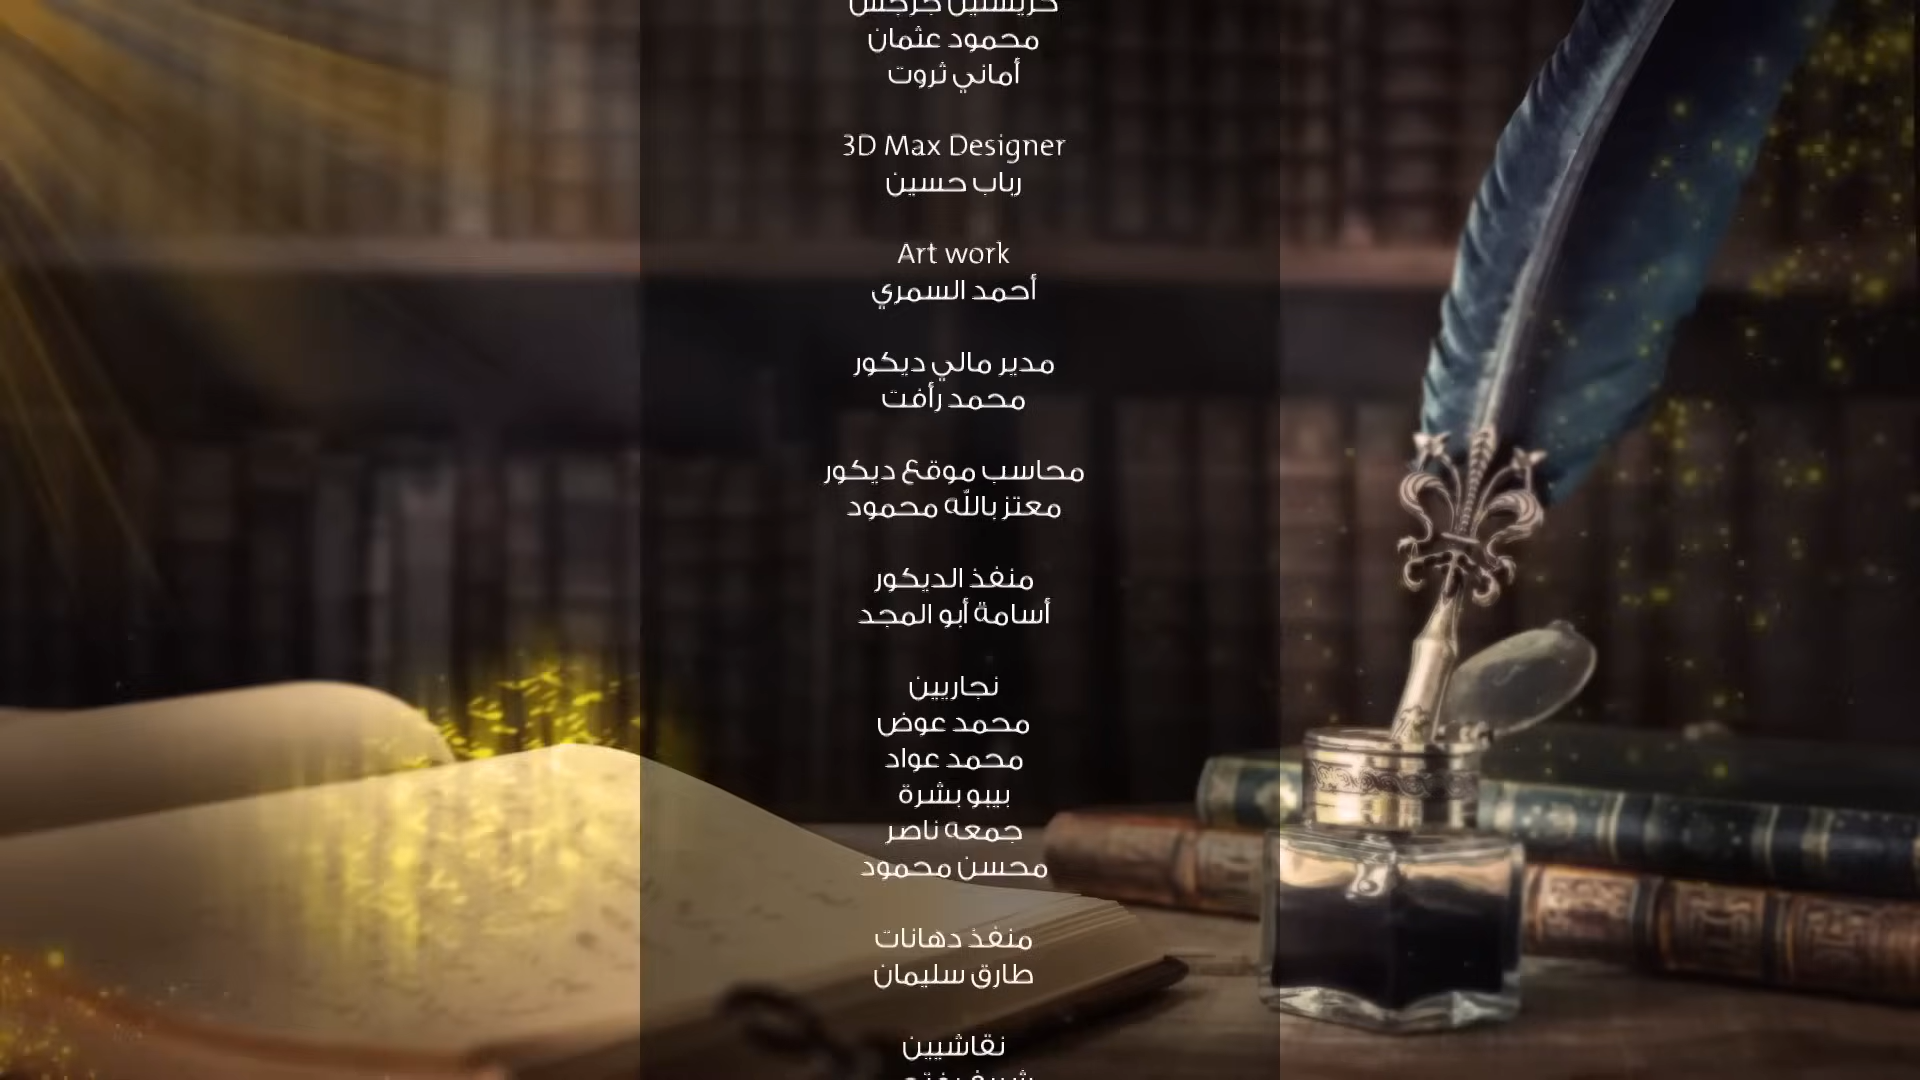 كريستين جرجس
محمود عثمان
أماني ثروت
3D Max Designer
رباب حسين
Art work
أحمد السمري
مدير مالي ديكور
محمد رأفت
محاسب موقع ديكور
معتز بالله محمود
منفذ الديكور
أسامة أبو المجد
نجاريين
محمد عوض
محمد عواد
بيبو بشرة
جمعه ناصر
محسن محمود
منفذ دهانات
طارق سليمان
نقاشيين